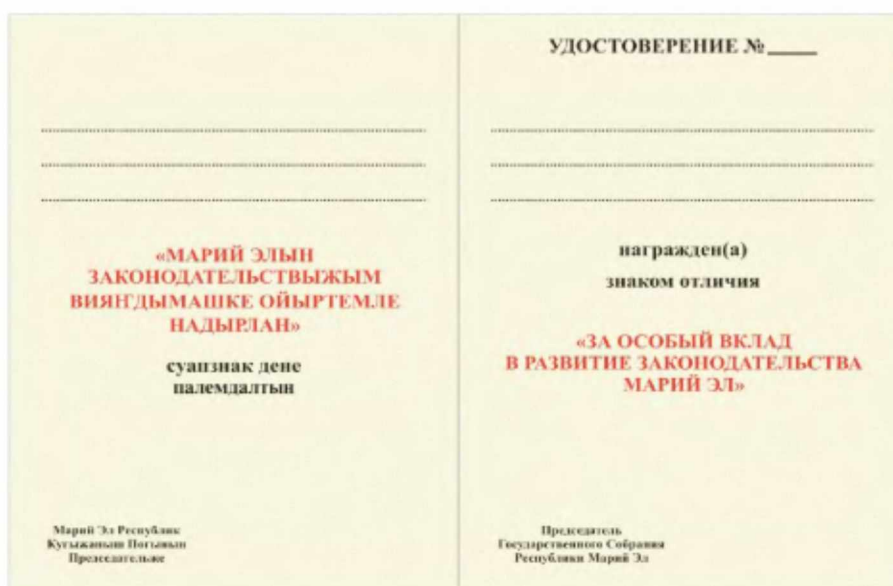 «МАРИЙ ЭЛЫН
ЗАКОНОДАТЕЛЬСТВЫЖЫМ
ВИЯҤДЫМАШКЕ ОЙЫРТЕМЛЕ
НАДЫРЛАН»
суапзнак дене
палемдалтын
Марий Эл Республик
Кугыжаныш Погынын
Председательже
УДОСТОВЕРЕНИЕ №_____
награжден(а)
знаком отличия
«ЗА ОСОБЫЙ ВКЛАД
В РАЗВИТИЕ ЗАКОНОДАТЕЛЬСТВА
МАРИЙ ЭЛ»
Председатель
Государственного Собрания
Республики Марий Эл